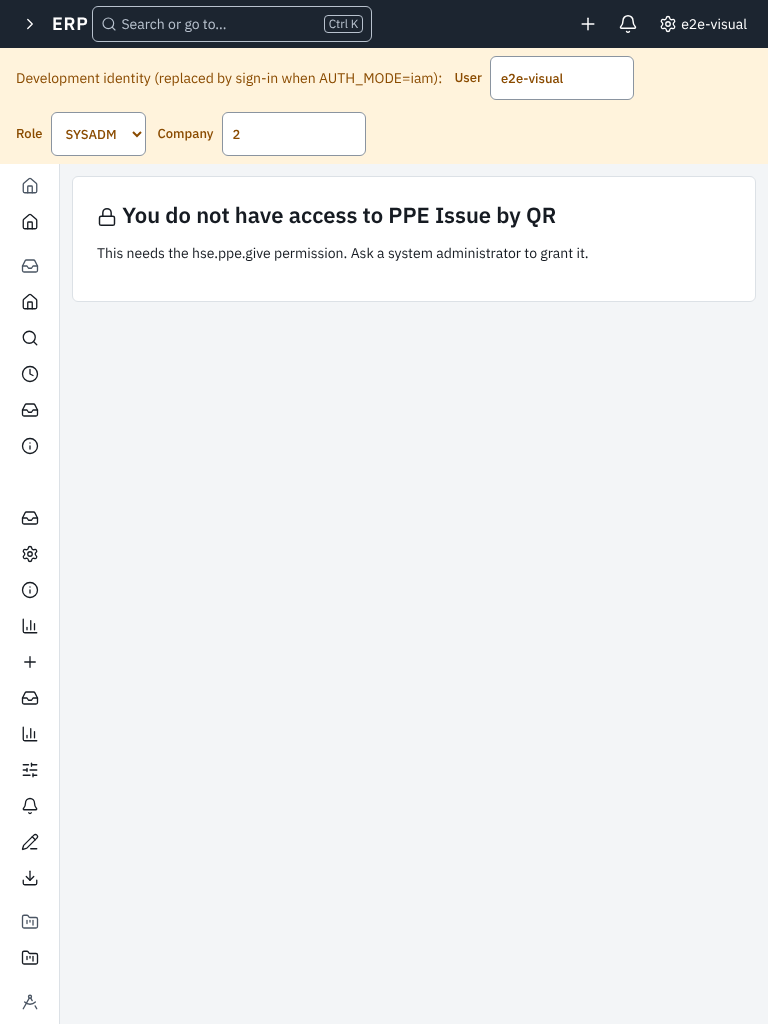 ERP Search or go to... Ctrl K e2e-visual
Development identity (replaced by sign-in when AUTH_MODE=iam): User e2e-visual
Role SYSADM Company 2
You do not have access to PPE Issue by QR
This needs the hse.ppe.give permission. Ask a system administrator to grant it.